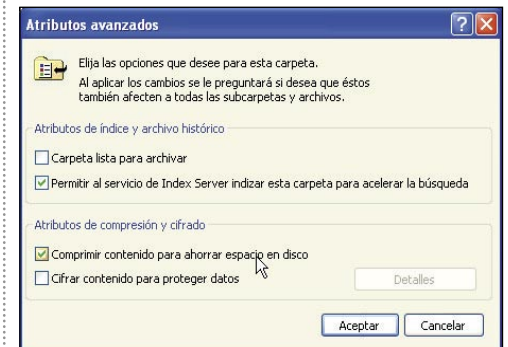 Atributos avanzados
Elija las opciones que desee para esta carpeta.
Al aplicar los cambios se le preguntará si desea que éstos
también afecten a todas las subcarpetas y archivos.
Atributos de índice y archivo histórico
Carpeta lista para archivar
Permitir al servicio de Index Server indizar esta carpeta para acelerar la búsqueda
Atributos de compresión y cifrado
Comprimir contenido para ahorrar espacio en disco
Cifrar contenido para proteger datos
Detalles
Aceptar
Cancelar